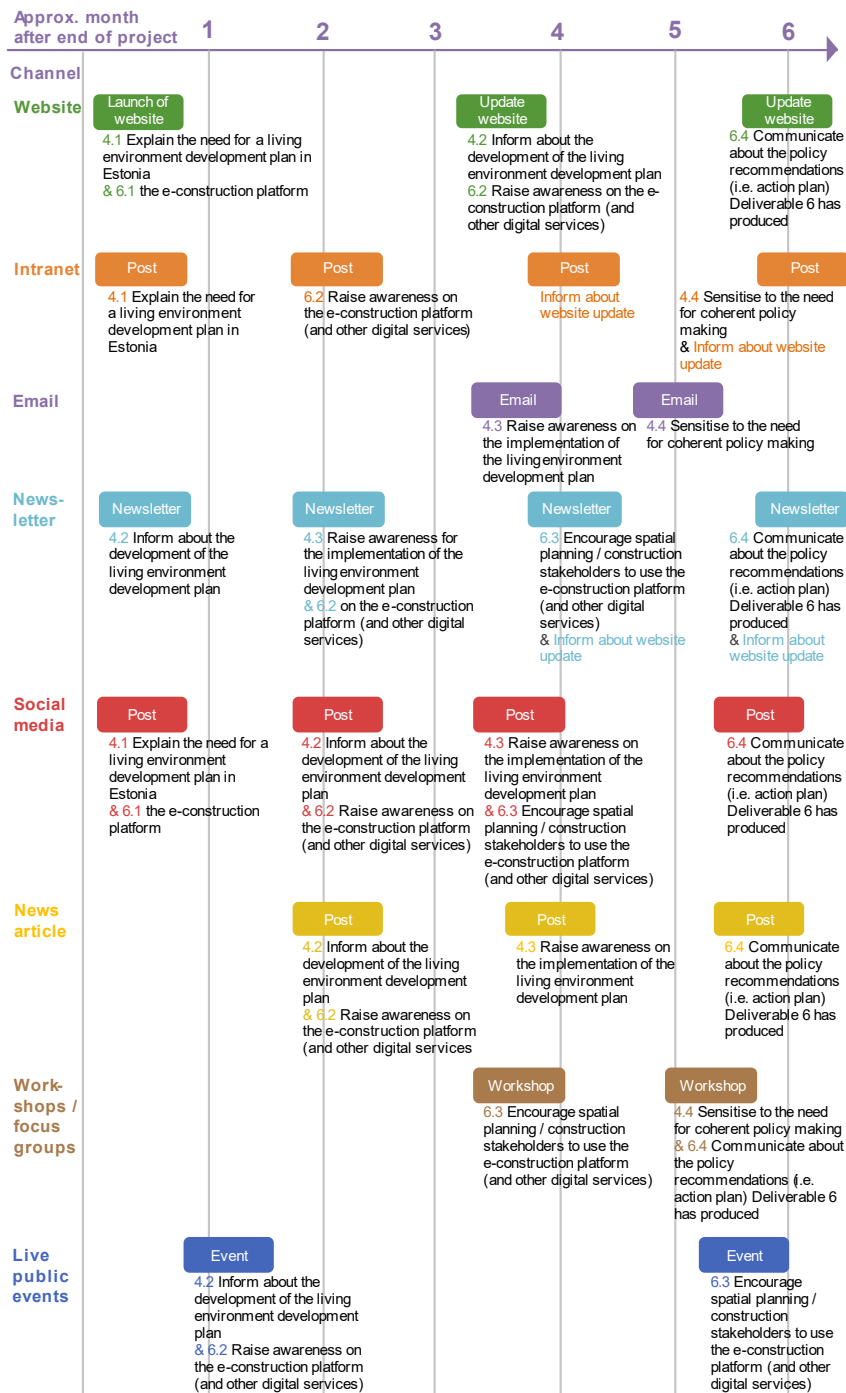 Approx. month
after end of project
1
2
3
4
5
6
Channel
Website
Launch of
website
4.1 Explain the need for a living
environment development plan in
Estonia
& 6.1 the e-construction platform
Update
website
4.2 Inform about the
development of the living
environment development plan
6.2 Raise awareness on the e-
construction platform (and
other digital services)
Update
website
6.4 Communicate
about the policy
recommendations
(i.e. action plan)
Deliverable 6 has
produced
Intranet
Post
4.1 Explain the need for
a living environment
development plan in
Estonia
Post
6.2 Raise awareness on
the e-construction platform
(and other digital services)
Post
Inform about
website update
Post
4.4 Sensitise to the need
for coherent policy
making
& Inform about website
update
Email
Email
4.3 Raise awareness on
the implementation of
the living environment
development plan
Email
4.4 Sensitise to the need
for coherent policy making
News-
letter
Newsletter
4.2 Inform about the
development of the
living environment
development plan
Newsletter
4.3 Raise awareness for
the implementation of the
living environment
development plan
& 6.2 on the e-construction
platform (and other digital
services)
Newsletter
6.3 Encourage spatial
planning / construction
stakeholders to use the
e-construction platform
(and other digital
services)
& Inform about website
update
Newsletter
6.4 Communicate
about the policy
recommendations
(i.e. action plan)
Deliverable 6 has
produced
& Inform about
website update
Social
media
Post
4.1 Explain the need for a
living environment
development plan in
Estonia
& 6.1 the e-construction
platform
Post
4.2 Inform about the
development of the living
environment development
plan
& 6.2 Raise awareness on
the e-construction platform
(and other digital services)
Post
4.3 Raise awareness on
the implementation of the
living environment
development plan
& 6.3 Encourage spatial
planning / construction
stakeholders to use the
e-construction platform
(and other digital services)
Post
6.4 Communicate
about the policy
recommendations
(i.e. action plan)
Deliverable 6 has
produced
News
article
Post
4.2 Inform about the
development of the living
environment development
plan
& 6.2 Raise awareness on
the e-construction platform
(and other digital services
Post
4.3 Raise awareness on
the implementation of the
living environment
development plan
Post
6.4 Communicate
about the policy
recommendations
(i.e. action plan)
Deliverable 6 has
produced
Work-
shops /
focus
groups
Workshop
6.3 Encourage spatial
planning / construction
stakeholders to use the
e-construction platform
(and other digital services)
Workshop
4.4 Sensitise to the need
for coherent policy making
& 6.4 Communicate about
the policy
recommendations (i.e.
action plan) Deliverable 6
has produced
Live
public
events
Event
4.2 Inform about the
development of the living
environment development
plan
& 6.2 Raise awareness on
the e-construction platform
(and other digital services)
Event
6.3 Encourage
spatial planning /
construction
stakeholders to use
the e-construction
platform (and other
digital services)